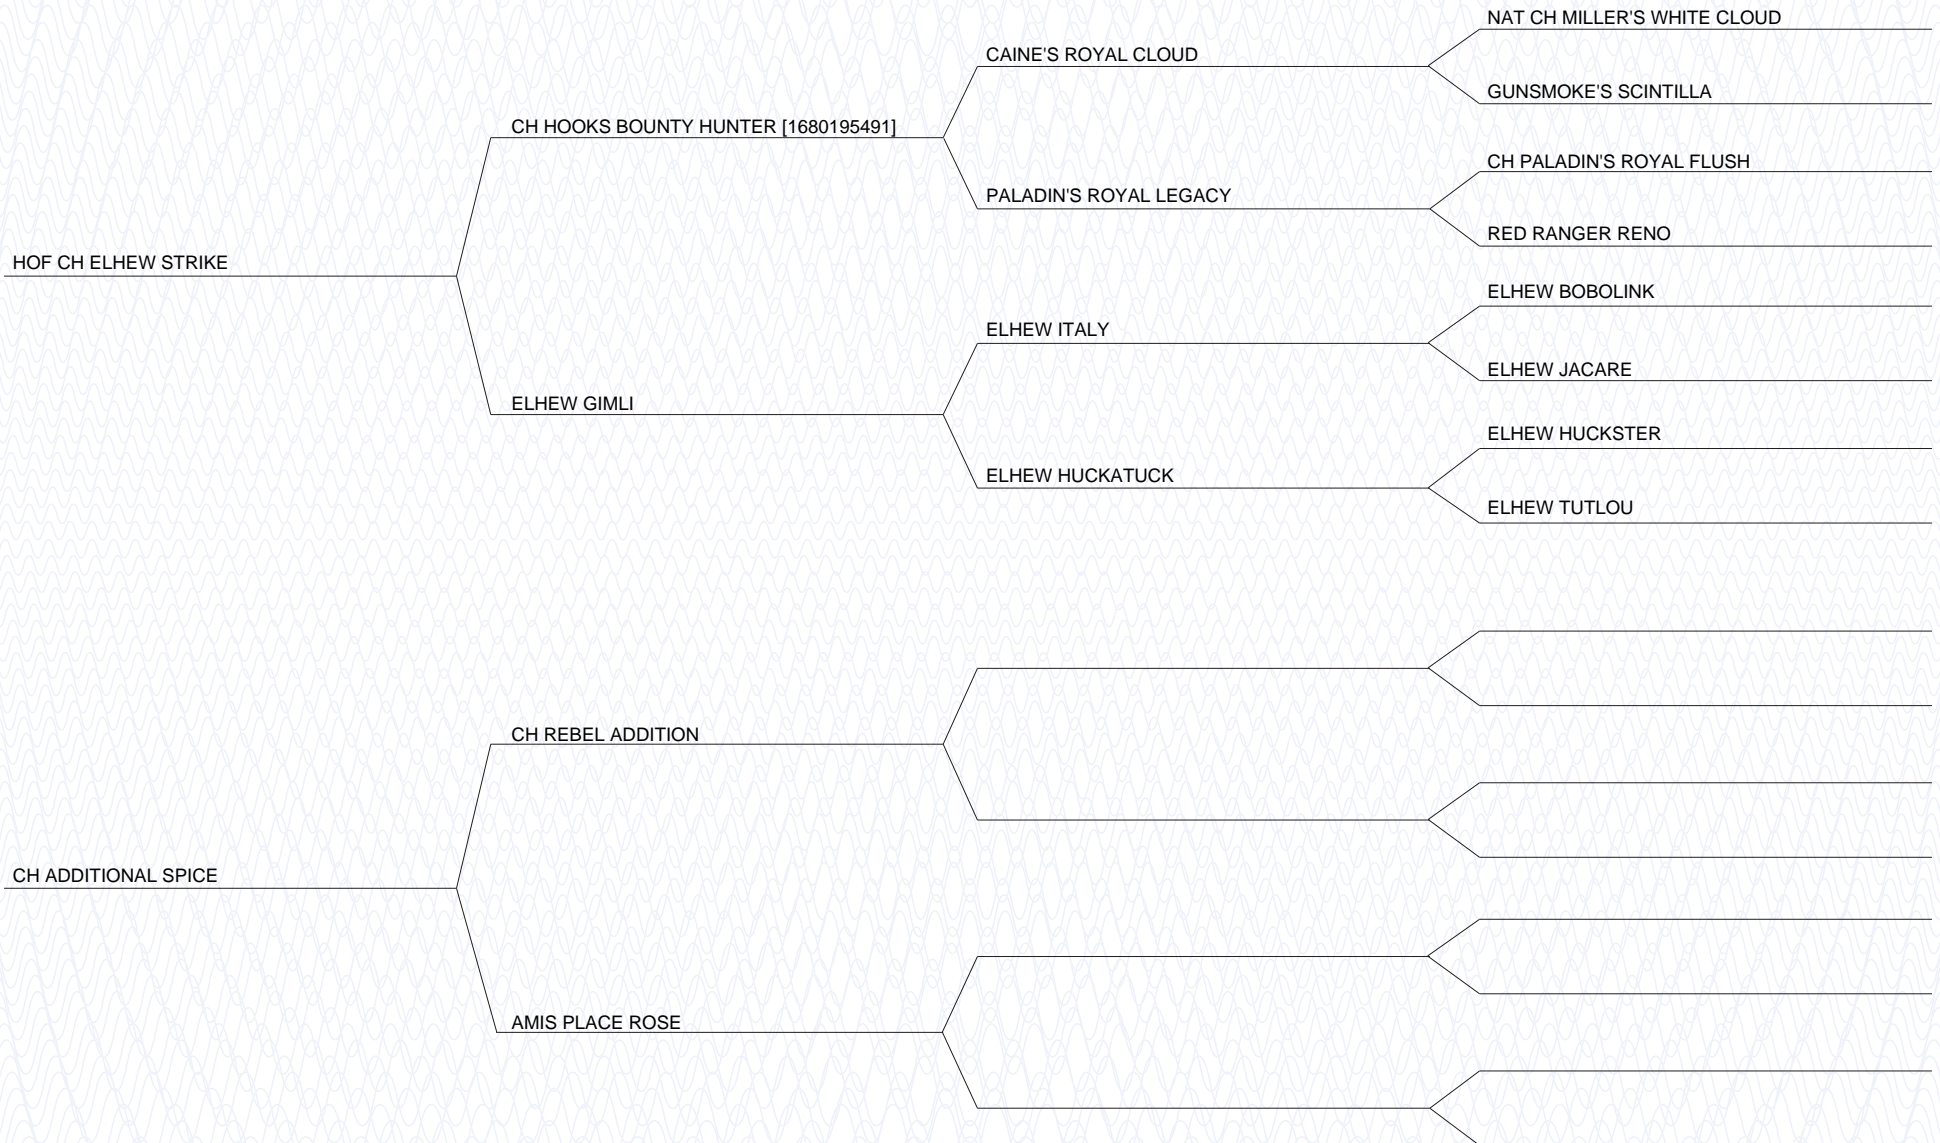 NAT CH MILLER'S WHITE CLOUD
CAINE'S ROYAL CLOUD
GUNSMOKE'S SCINTILLA
CH HOOKS BOUNTY HUNTER [1680195491]
CH PALADIN'S ROYAL FLUSH
PALADIN'S ROYAL LEGACY
RED RANGER RENO
HOF CH ELHEW STRIKE
ELHEW BOBOLINK
ELHEW ITALY
ELHEW JACARE
ELHEW GIMLI
ELHEW HUCKSTER
ELHEW HUCKATUCK
ELHEW TUTLOU
CH REBEL ADDITION
CH ADDITIONAL SPICE
AMIS PLACE ROSE